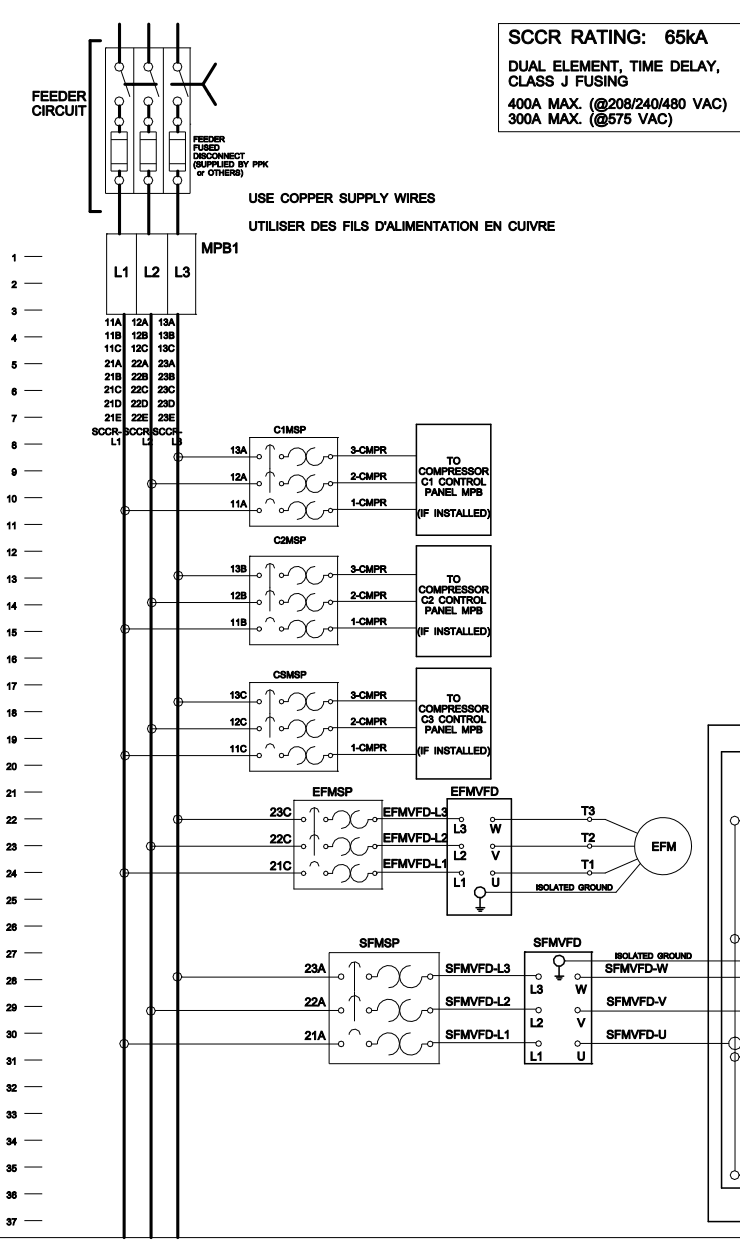 SCCR RATING: 65kA
DUAL ELEMENT, TIME DELAY,
CLASS J FUSING
400A MAX. (@208/240/480 VAC)
300A MAX. (@575 VAC)
FEEDER
CIRCUIT
FEEDER
FUSED
DISCONNECT
(SUPPLIED BY PPK
or OTHERS)
USE COPPER SUPPLY WIRES
UTILISER DES FILS D'ALIMENTATION EN CUIVRE
MPB1
L1 L2 L3
11A 12A 13A
11B 12B 13B
11C 12C 13C
21A 22A 23A
21B 22B 23B
21C 22C 23C
21D 22D 23D
21E 22E 23E
SCCR- SCCR- SCCR-
L1 L2 L3
1
2
3
4
5
6
7
8
9
10
11
12
13
14
15
16
17
18
19
20
21
22
23
24
25
26
27
28
29
30
31
32
33
34
35
36
37
C1MSP
13A 3-CMPR
12A 2-CMPR
11A 1-CMPR
TO
COMPRESSOR
C1 CONTROL
PANEL MPB
(IF INSTALLED)
C2MSP
13B 3-CMPR
12B 2-CMPR
11B 1-CMPR
TO
COMPRESSOR
C2 CONTROL
PANEL MPB
(IF INSTALLED)
CSMSP
13C 3-CMPR
12C 2-CMPR
11C 1-CMPR
TO
COMPRESSOR
C3 CONTROL
PANEL MPB
(IF INSTALLED)
EFMSP EFMVFD
23C EFMVFD-L3 L3 W T3
22C EFMVFD-L2 L2 V T2
21C EFMVFD-L1 L1 U T1
EFM
ISOLATED GROUND
SFMSP SFMVFD
ISOLATED GROUND
23A SFMVFD-L3 L3 W SFMVFD-W
22A SFMVFD-L2 L2 V SFMVFD-V
21A SFMVFD-L1 L1 U SFMVFD-U